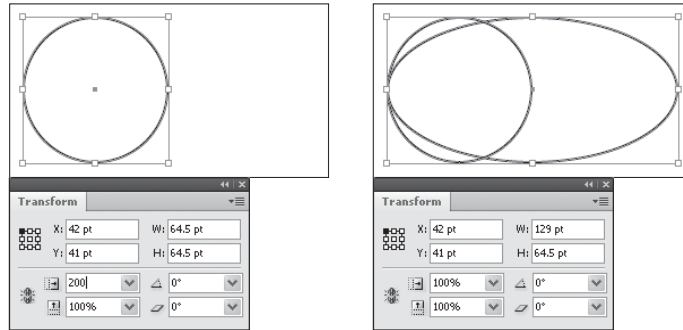 Transform
X: 42 pt W: 64.5 pt
Y: 41 pt H: 64.5 pt
200 0°
100% 0°
Transform
X: 42 pt W: 129 pt
Y: 41 pt H: 64.5 pt
100% 0°
100% 0°